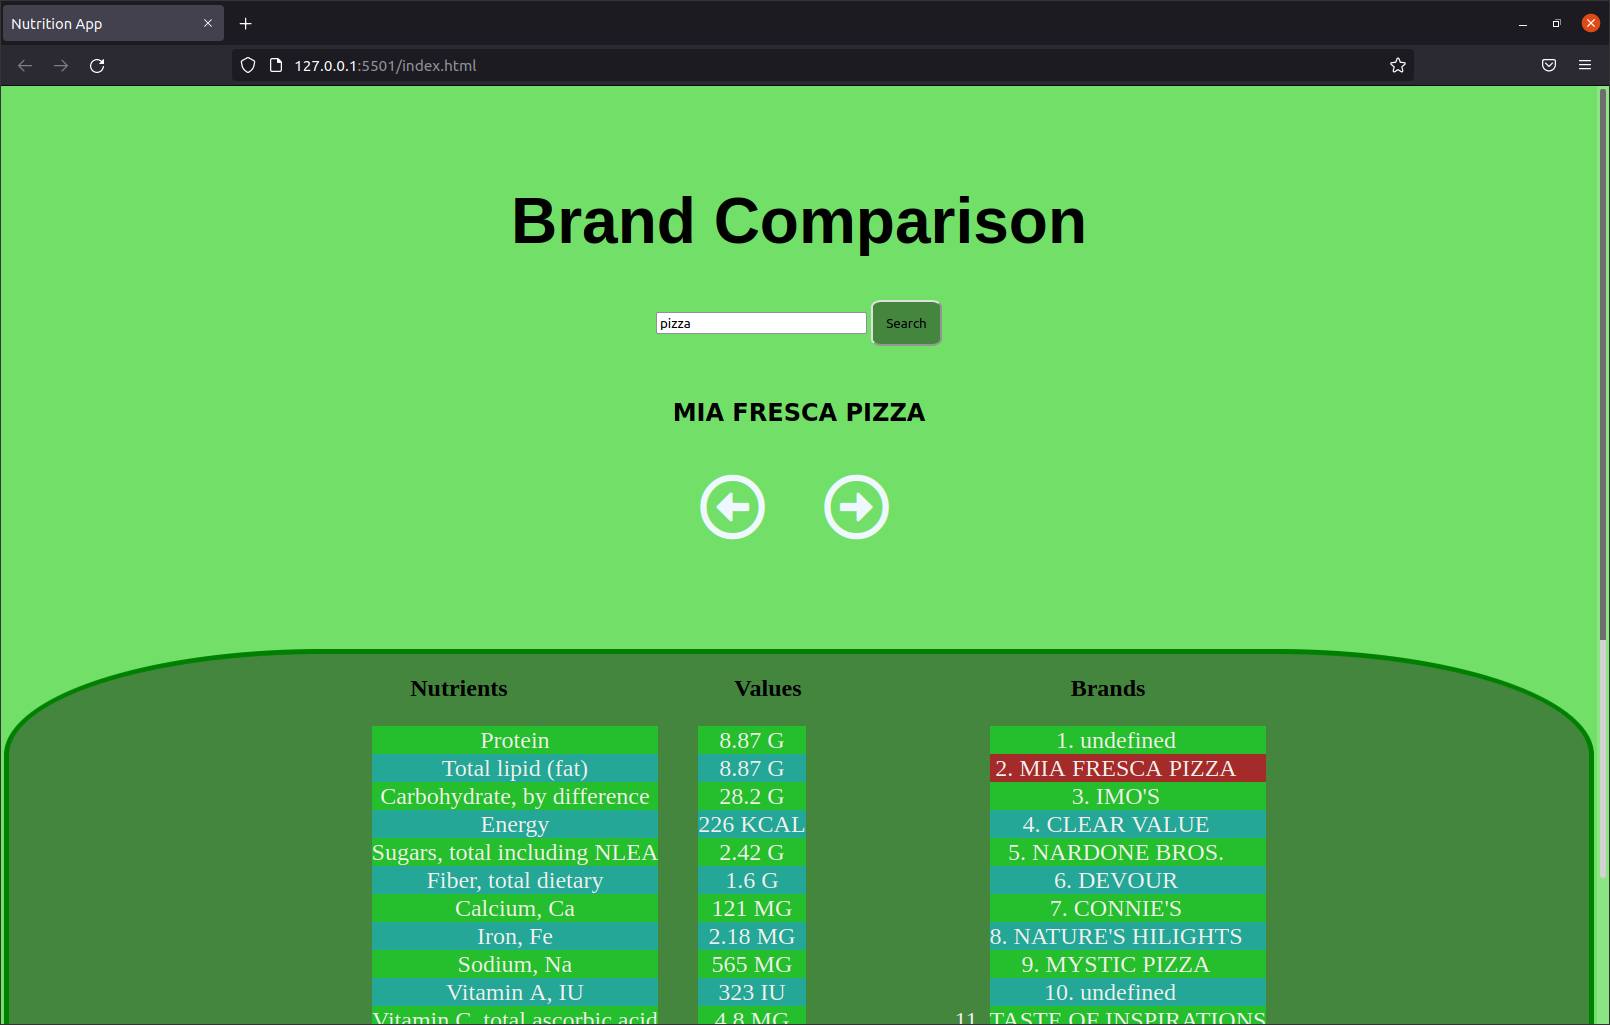 Nutrition App
127.0.0.1:5501/index.html
Brand Comparison
pizza
Search
MIA FRESCA PIZZA
Nutrients Values Brands
Protein 8.87 G 1. undefined
Total lipid (fat) 8.87 G 2. MIA FRESCA PIZZA
Carbohydrate, by difference 28.2 G 3. IMO'S
Energy 226 KCAL 4. CLEAR VALUE
Sugars, total including NLEA 2.42 G 5. NARDONE BROS.
Fiber, total dietary 1.6 G 6. DEVOUR
Calcium, Ca 121 MG 7. CONNIE'S
Iron, Fe 2.18 MG 8. NATURE'S HILIGHTS
Sodium, Na 565 MG 9. MYSTIC PIZZA
Vitamin A, IU 323 IU 10. undefined
Vitamin C, total ascorbic acid 4.8 MG 11. TASTE OF INSPIRATIONS